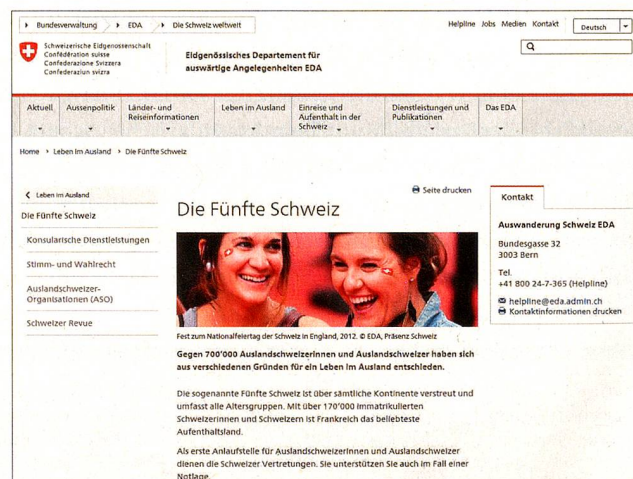 Bundesverwaltung EDA Die Schweiz weltweit
Helpline Jobs Medien Kontakt Deutsch
Schweizerische Eidgenossenschaft
Confédération suisse
Confederazione Svizzera
Confederaziun svizra
Eidgenössisches Departement für
auswärtige Angelegenheiten EDA
Aktuell
Aussenpolitik
Länder- und
Reiseinformationen
Leben im Ausland
Einreise und
Aufenthalt in der
Schweiz
Dienstleistungen und
Publikationen
Das EDA
Home Leben im Ausland Die Fünfte Schweiz
Leben im Ausland
Die Fünfte Schweiz
Konsularische Dienstleistungen
Stimm- und Wahlrecht
Auslandschweizer-
Organisationen (ASO)
Schweizer Revue
Seite drucken
Die Fünfte Schweiz
Fest zum Nationalfeiertag der Schweiz in England, 2012. © EDA, Präsenz Schweiz
Gegen 700'000 Auslandschweizerinnen und Auslandschweizer haben sich
aus verschiedenen Gründen für ein Leben im Ausland entschieden.
Die sogenannte Fünfte Schweiz ist über sämtliche Kontinente verstreut und
umfasst alle Altersgruppen. Mit über 170'000 immatrikulierten
Schweizerinnen und Schweizern ist Frankreich das beliebteste
Aufenthaltsland.
Als erste Anlaufstelle für Auslandschweizerinnen und Auslandschweizer
dienen die Schweizer Vertretungen. Sie unterstützen Sie auch im Fall einer
Notlage.
Kontakt
Auswanderung Schweiz EDA
Bundesgasse 32
3003 Bern
Tel.
+41 800 24-7-365 (Helpline)
helpline@eda.admin.ch
Kontaktinformationen drucken